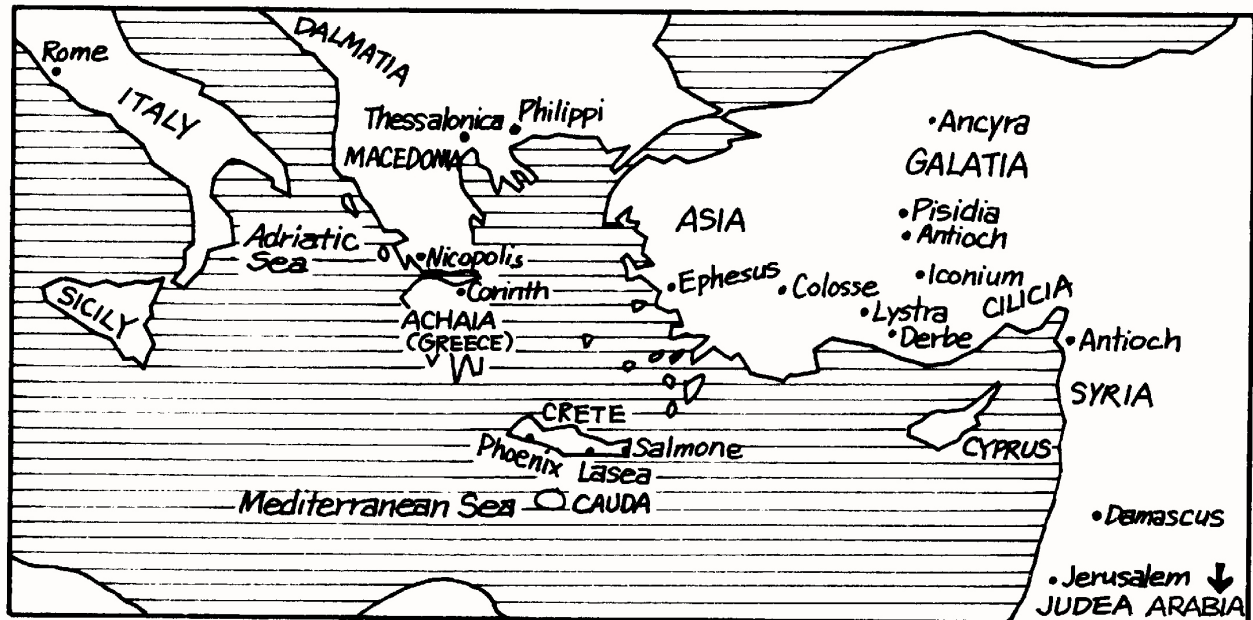 DALMATIA
Rome
ITALY
Thessalonica
Philippi
MACEDONIA
Ancyra
GALATIA
ASIA
Pisidia
Antioch
Adriatic
Sea
Nicopolis
Corinth
ACHAIA
(GREECE)
SICILY
Ephesus
Colosse
Iconium
CILICIA
Lystra
Derbe
Antioch
SYRIA
CRETE
Phoenix
Lasea
Salmone
CYPRUS
Mediterranean Sea
CAUDA
Damascus
Jerusalem
JUDEA ARABIA